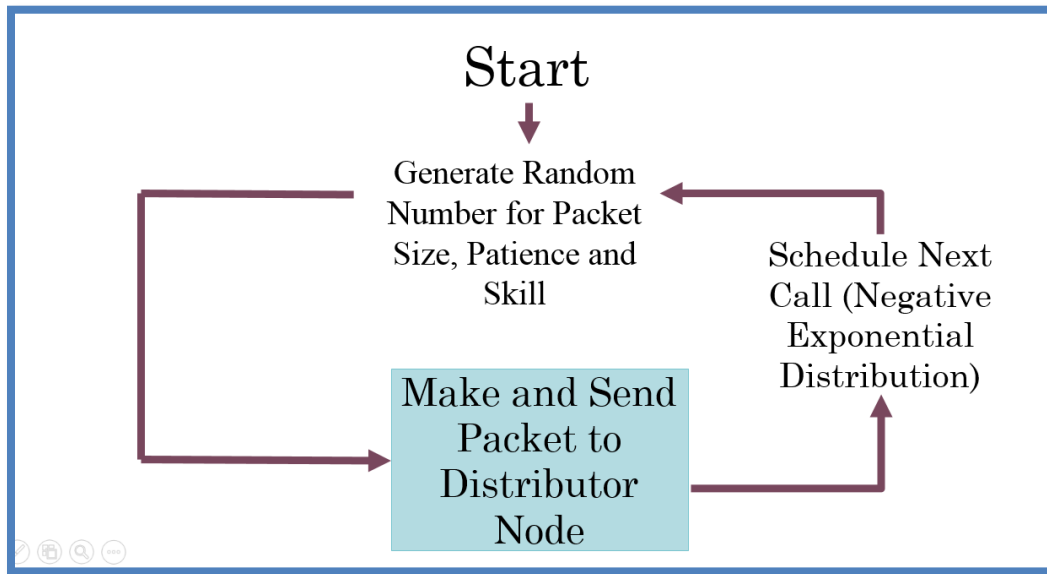 Start
Generate Random
Number for Packet
Size, Patience and
Skill
Schedule Next
Call (Negative
Exponential
Distribution)
Make and Send
Packet to
Distributor
Node